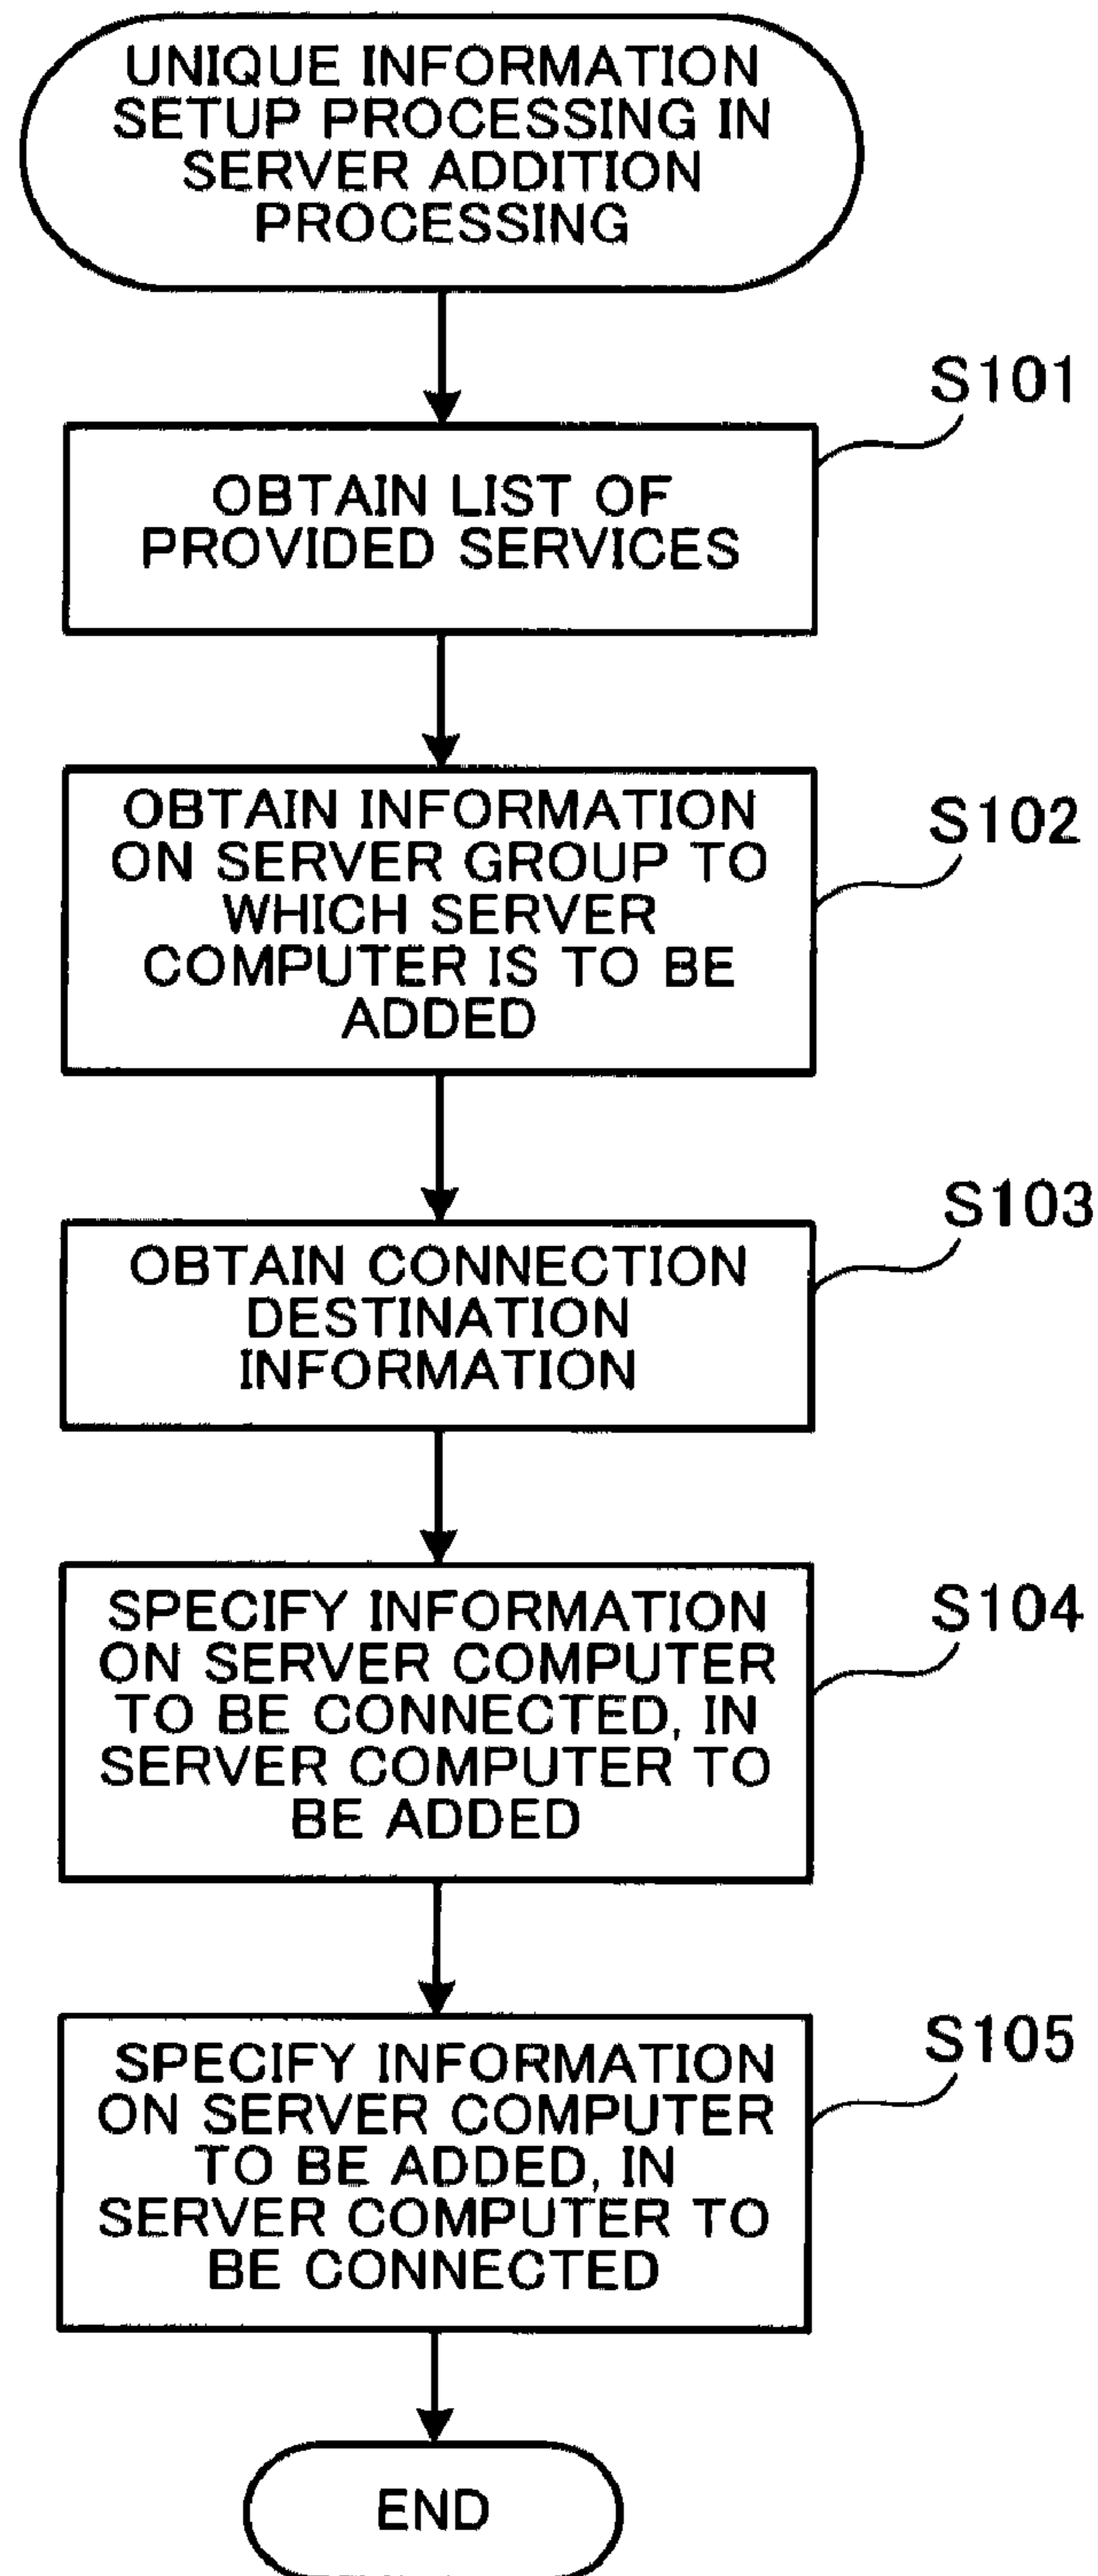 UNIQUE INFORMATION
SETUP PROCESSING IN
SERVER ADDITION
PROCESSING
S101
OBTAIN LIST OF
PROVIDED SERVICES
S102
OBTAIN INFORMATION
ON SERVER GROUP TO
WHICH SERVER
COMPUTER IS TO BE
ADDED
S103
OBTAIN CONNECTION
DESTINATION
INFORMATION
S104
SPECIFY INFORMATION
ON SERVER COMPUTER
TO BE CONNECTED, IN
SERVER COMPUTER TO
BE ADDED
S105
SPECIFY INFORMATION
ON SERVER COMPUTER
TO BE ADDED, IN
SERVER COMPUTER TO
BE CONNECTED
END